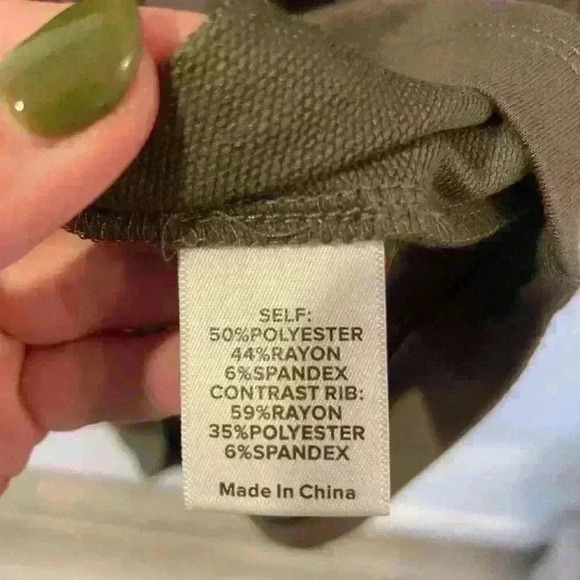 SELF:
50%POLYESTER
44%RAYON
6%SPANDEX
CONTRAST RIB:
59%RAYON
35%POLYESTER
6%SPANDEX
Made In China